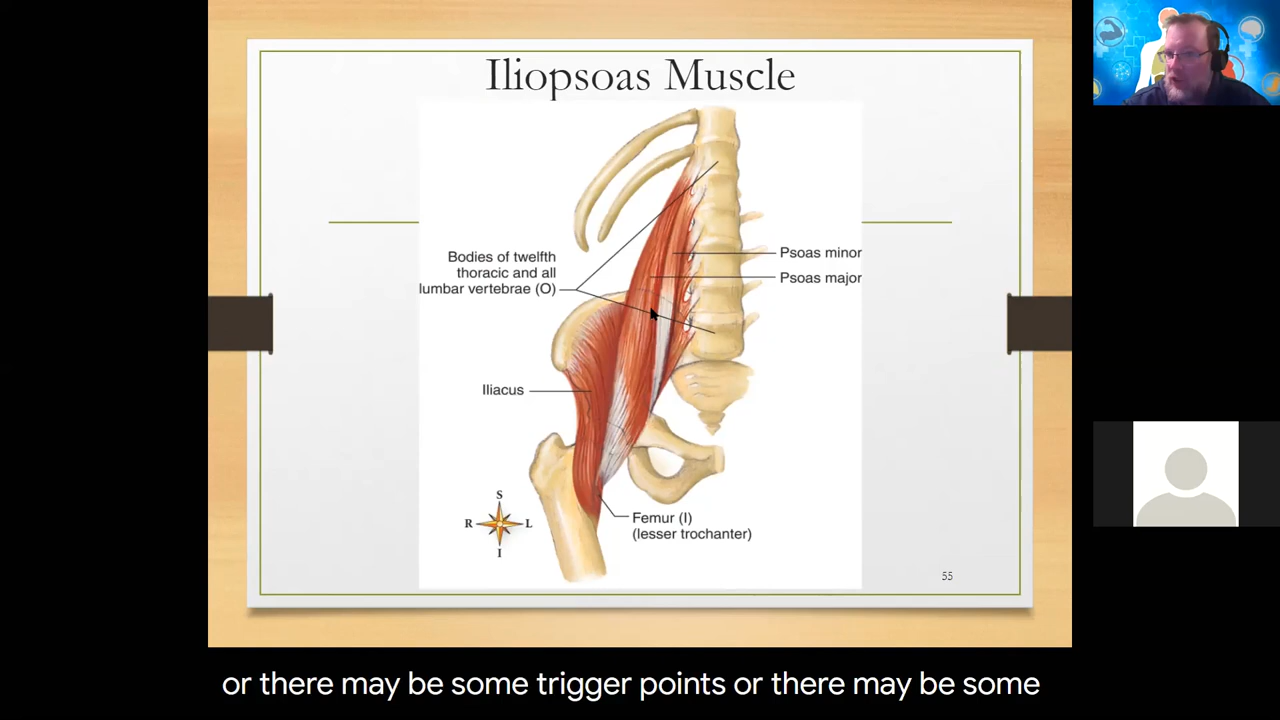 Iliopsoas Muscle
Bodies of twelfth
thoracic and all
lumbar vertebrae (O)
Psoas minor
Psoas major
Iliacus
S
R
L
I
Femur (I)
(lesser trochanter)
55
or there may be some trigger points or there may be some